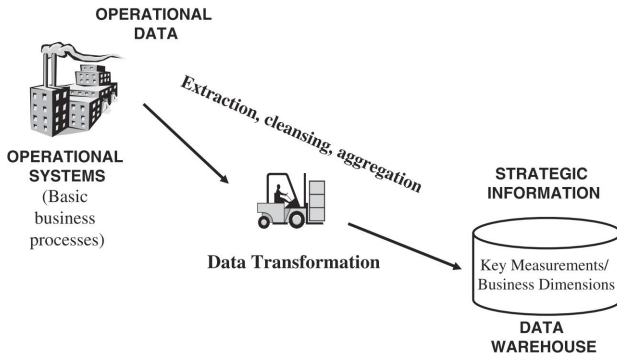 OPERATIONAL
DATA
Extraction, cleansing, aggregation
OPERATIONAL
SYSTEMS
(Basic
business
processes)
Data Transformation
STRATEGIC
INFORMATION
Key Measurements/
Business Dimensions
DATA
WAREHOUSE